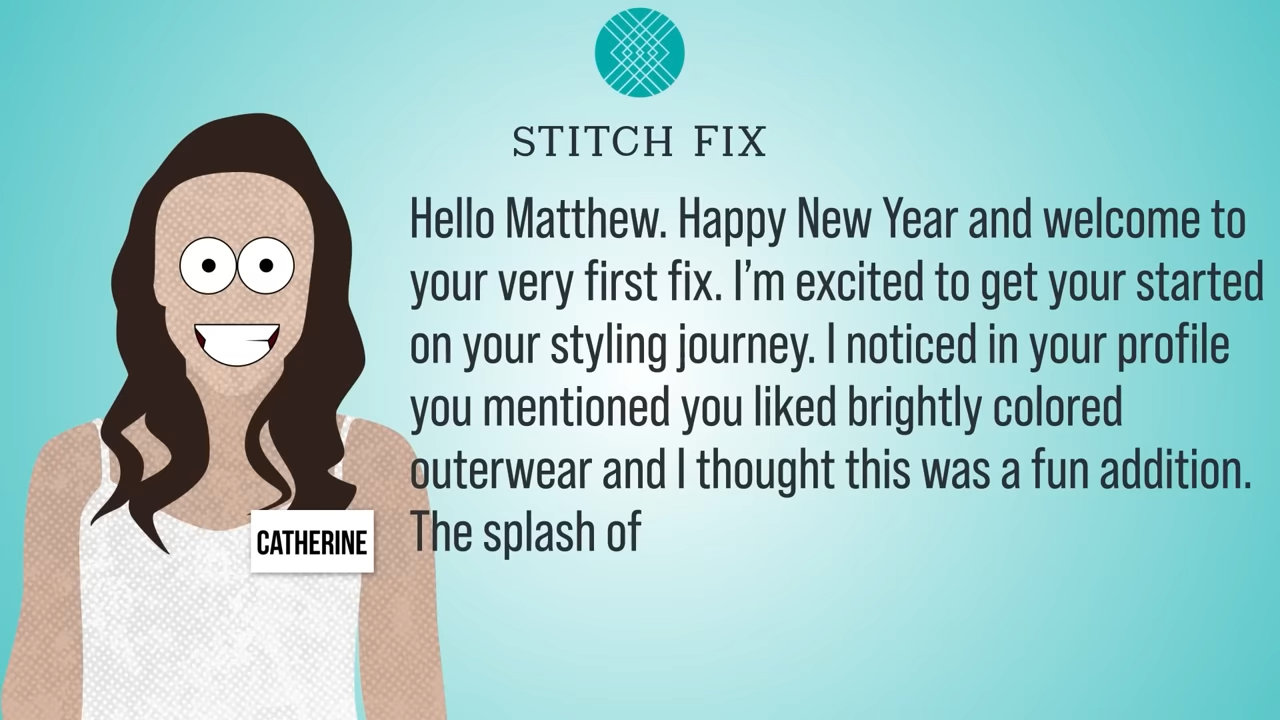 STITCH FIX
Hello Matthew. Happy New Year and welcome to
your very first fix. I'm excited to get your started
on your styling journey. I noticed in your profile
you mentioned you liked brightly colored
outerwear and I thought this was a fun addition.
The splash of
CATHERINE